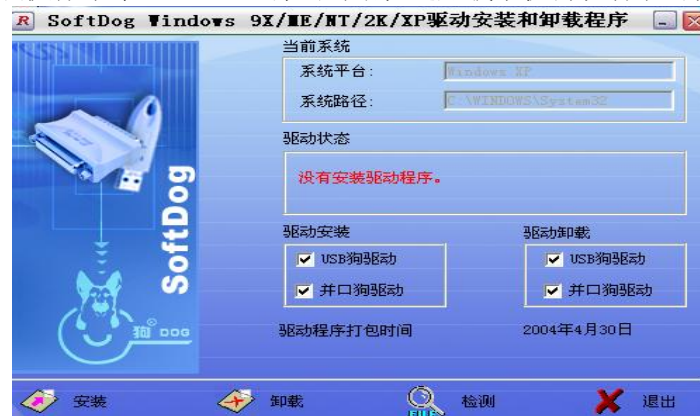 R SoftDog Windows 9X/ME/NT/2K/XP驱动安装和卸载程序
当前系统
系统平台:
Windows XP
系统路径:
C:\WINDOWS\System32
驱动状态
没有安装驱动程序。
驱动安装
驱动卸载
USB狗驱动
USB狗驱动
并口狗驱动
并口狗驱动
驱动程序打包时间
2004年4月30日
SoftDog
狗 DOG
安装
卸载
FILE
检测
退出